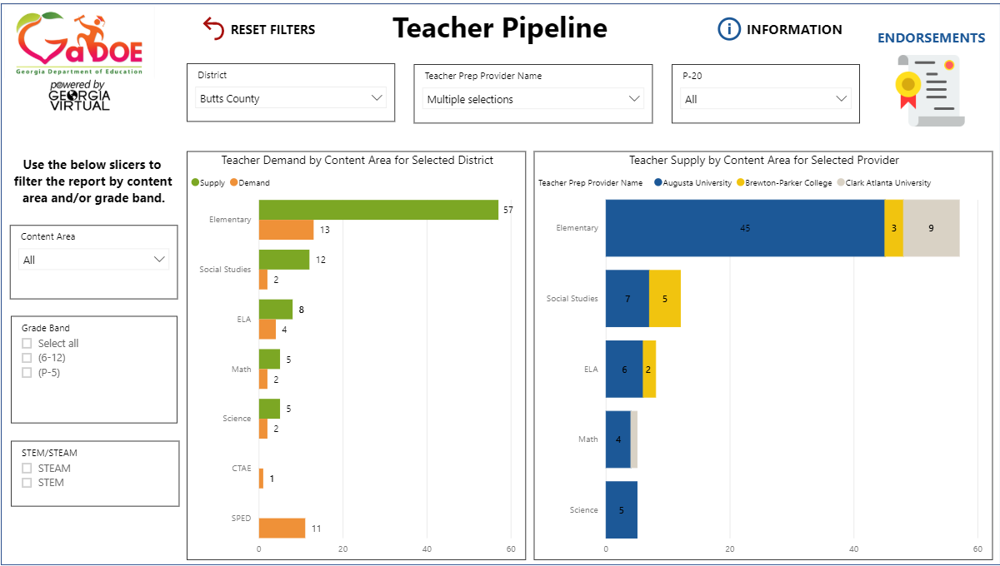 GaDOE
Georgia Department of Education
powered by
GEORGIA
VIRTUAL
RESET FILTERS
Teacher Pipeline
INFORMATION
ENDORSEMENTS
District
Butts County
Teacher Prep Provider Name
Multiple selections
P-20
All
Use the below slicers to
filter the report by content
area and/or grade band.
Content Area
All
Grade Band
Select all
(6-12)
(P-5)
STEM/STEAM
STEAM
STEM
Teacher Demand by Content Area for Selected District
Supply Demand
Elementary 57
13
Social Studies 12
2
ELA 8
4
Math 5
2
Science 5
2
CTAE 1
SPED 11
0 20 40 60
Teacher Supply by Content Area for Selected Provider
Teacher Prep Provider Name Augusta University Brewton-Parker College Clark Atlanta University
Elementary 45 3 9
Social Studies 7 5
ELA 6 2
Math 4
Science 5
0 20 40 60